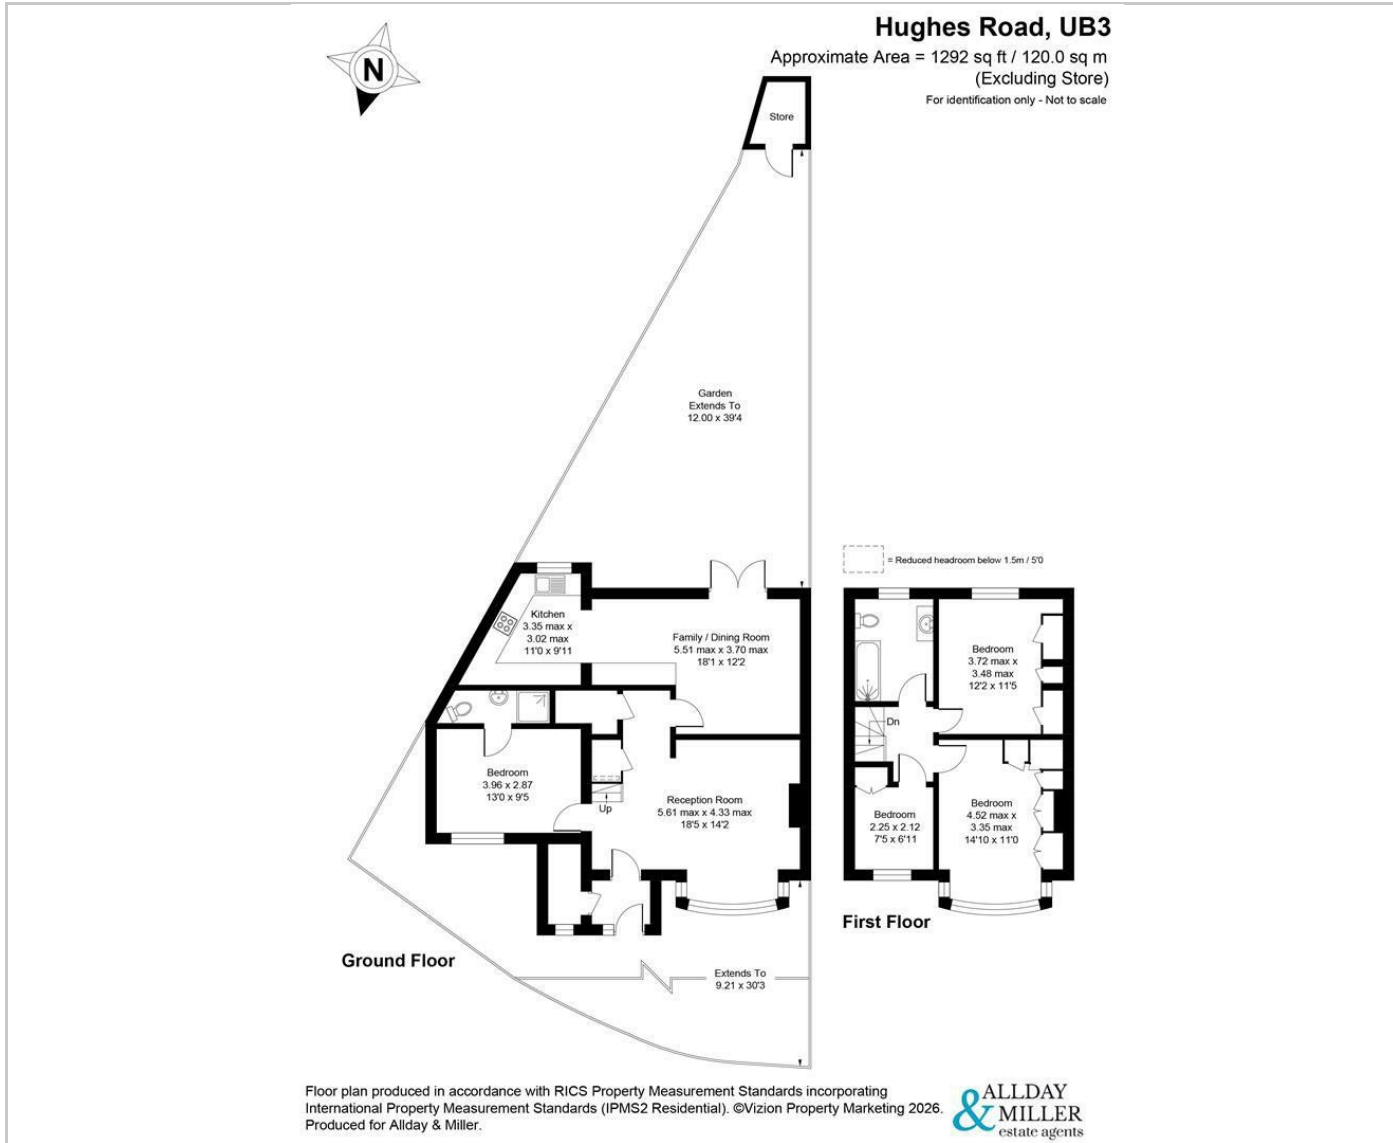 Hughes Road, UB3
Approximate Area = 1292 sq ft / 120.0 sq m
(Excluding Store)
For identification only - Not to scale
N
Store
Garden
Extends To
12.00 x 39'4
= Reduced headroom below 1.5m / 5'0
Kitchen
3.35 max x
3.02 max
11'0 x 9'11
Family / Dining Room
5.51 max x 3.70 max
18'1 x 12'2
Bedroom
3.72 max x
3.48 max
12'2 x 11'5
Dn
Bedroom
3.96 x 2.87
13'0 x 9'5
Up
Reception Room
5.61 max x 4.33 max
18'5 x 14'2
Bedroom
2.25 x 2.12
7'5 x 6'11
Bedroom
4.52 max x
3.35 max
14'10 x 11'0
First Floor
Ground Floor
Extends To
9.21 x 30'3
Floor plan produced in accordance with RICS Property Measurement Standards incorporating
International Property Measurement Standards (IPMS2 Residential). ©Vizion Property Marketing 2026.
Produced for Allday & Miller.
ALLDAY
& MILLER
estate agents